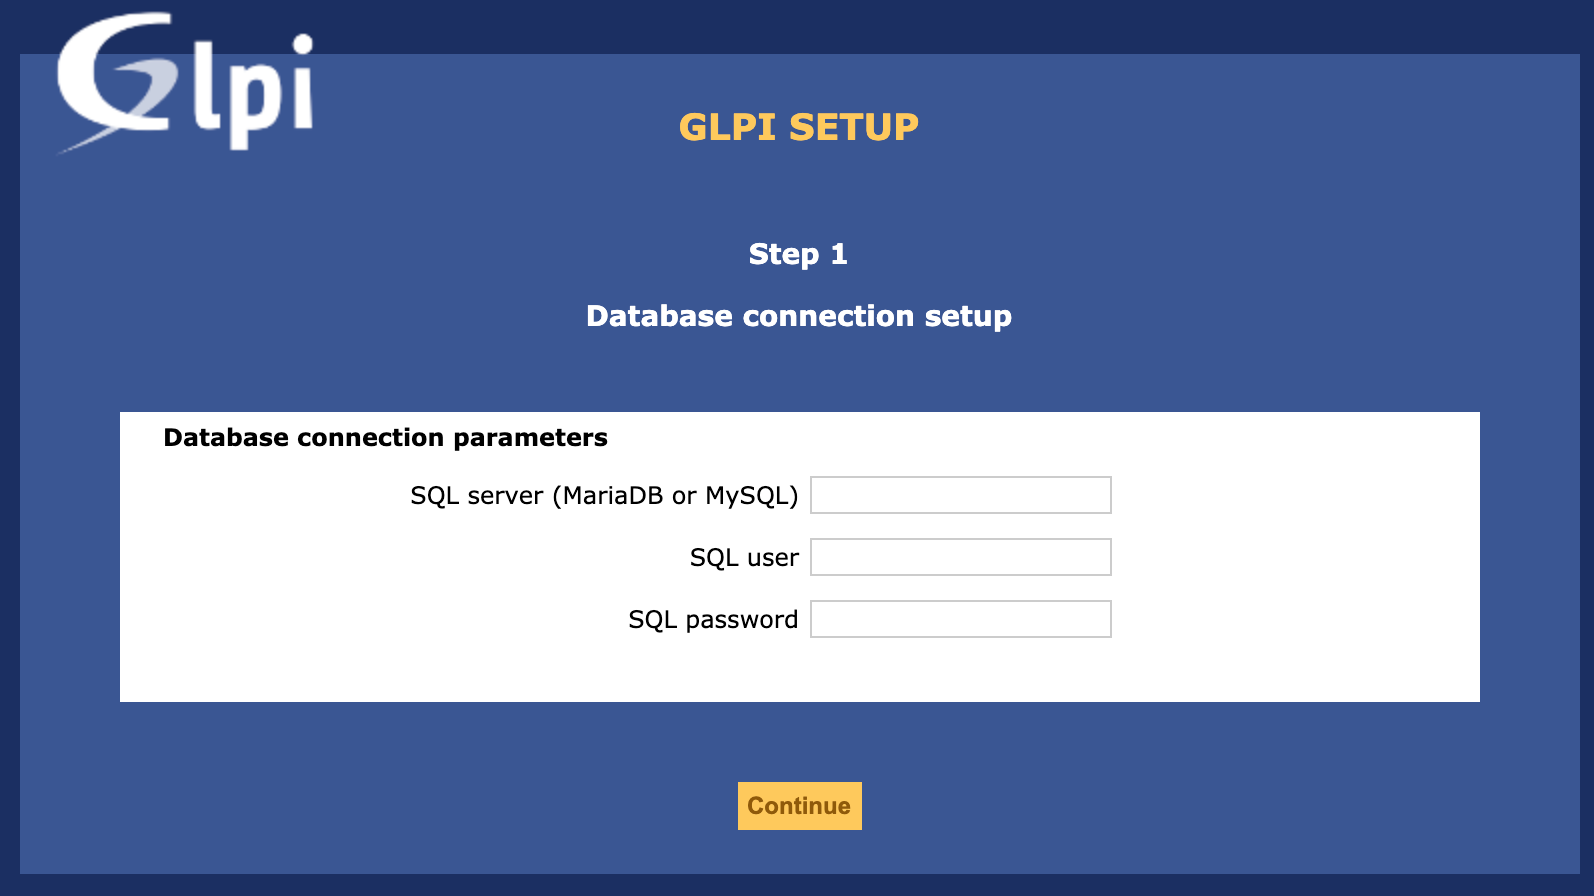 Glpi
GLPI SETUP
Step 1
Database connection setup
Database connection parameters
SQL server (MariaDB or MySQL)
SQL user
SQL password
Continue